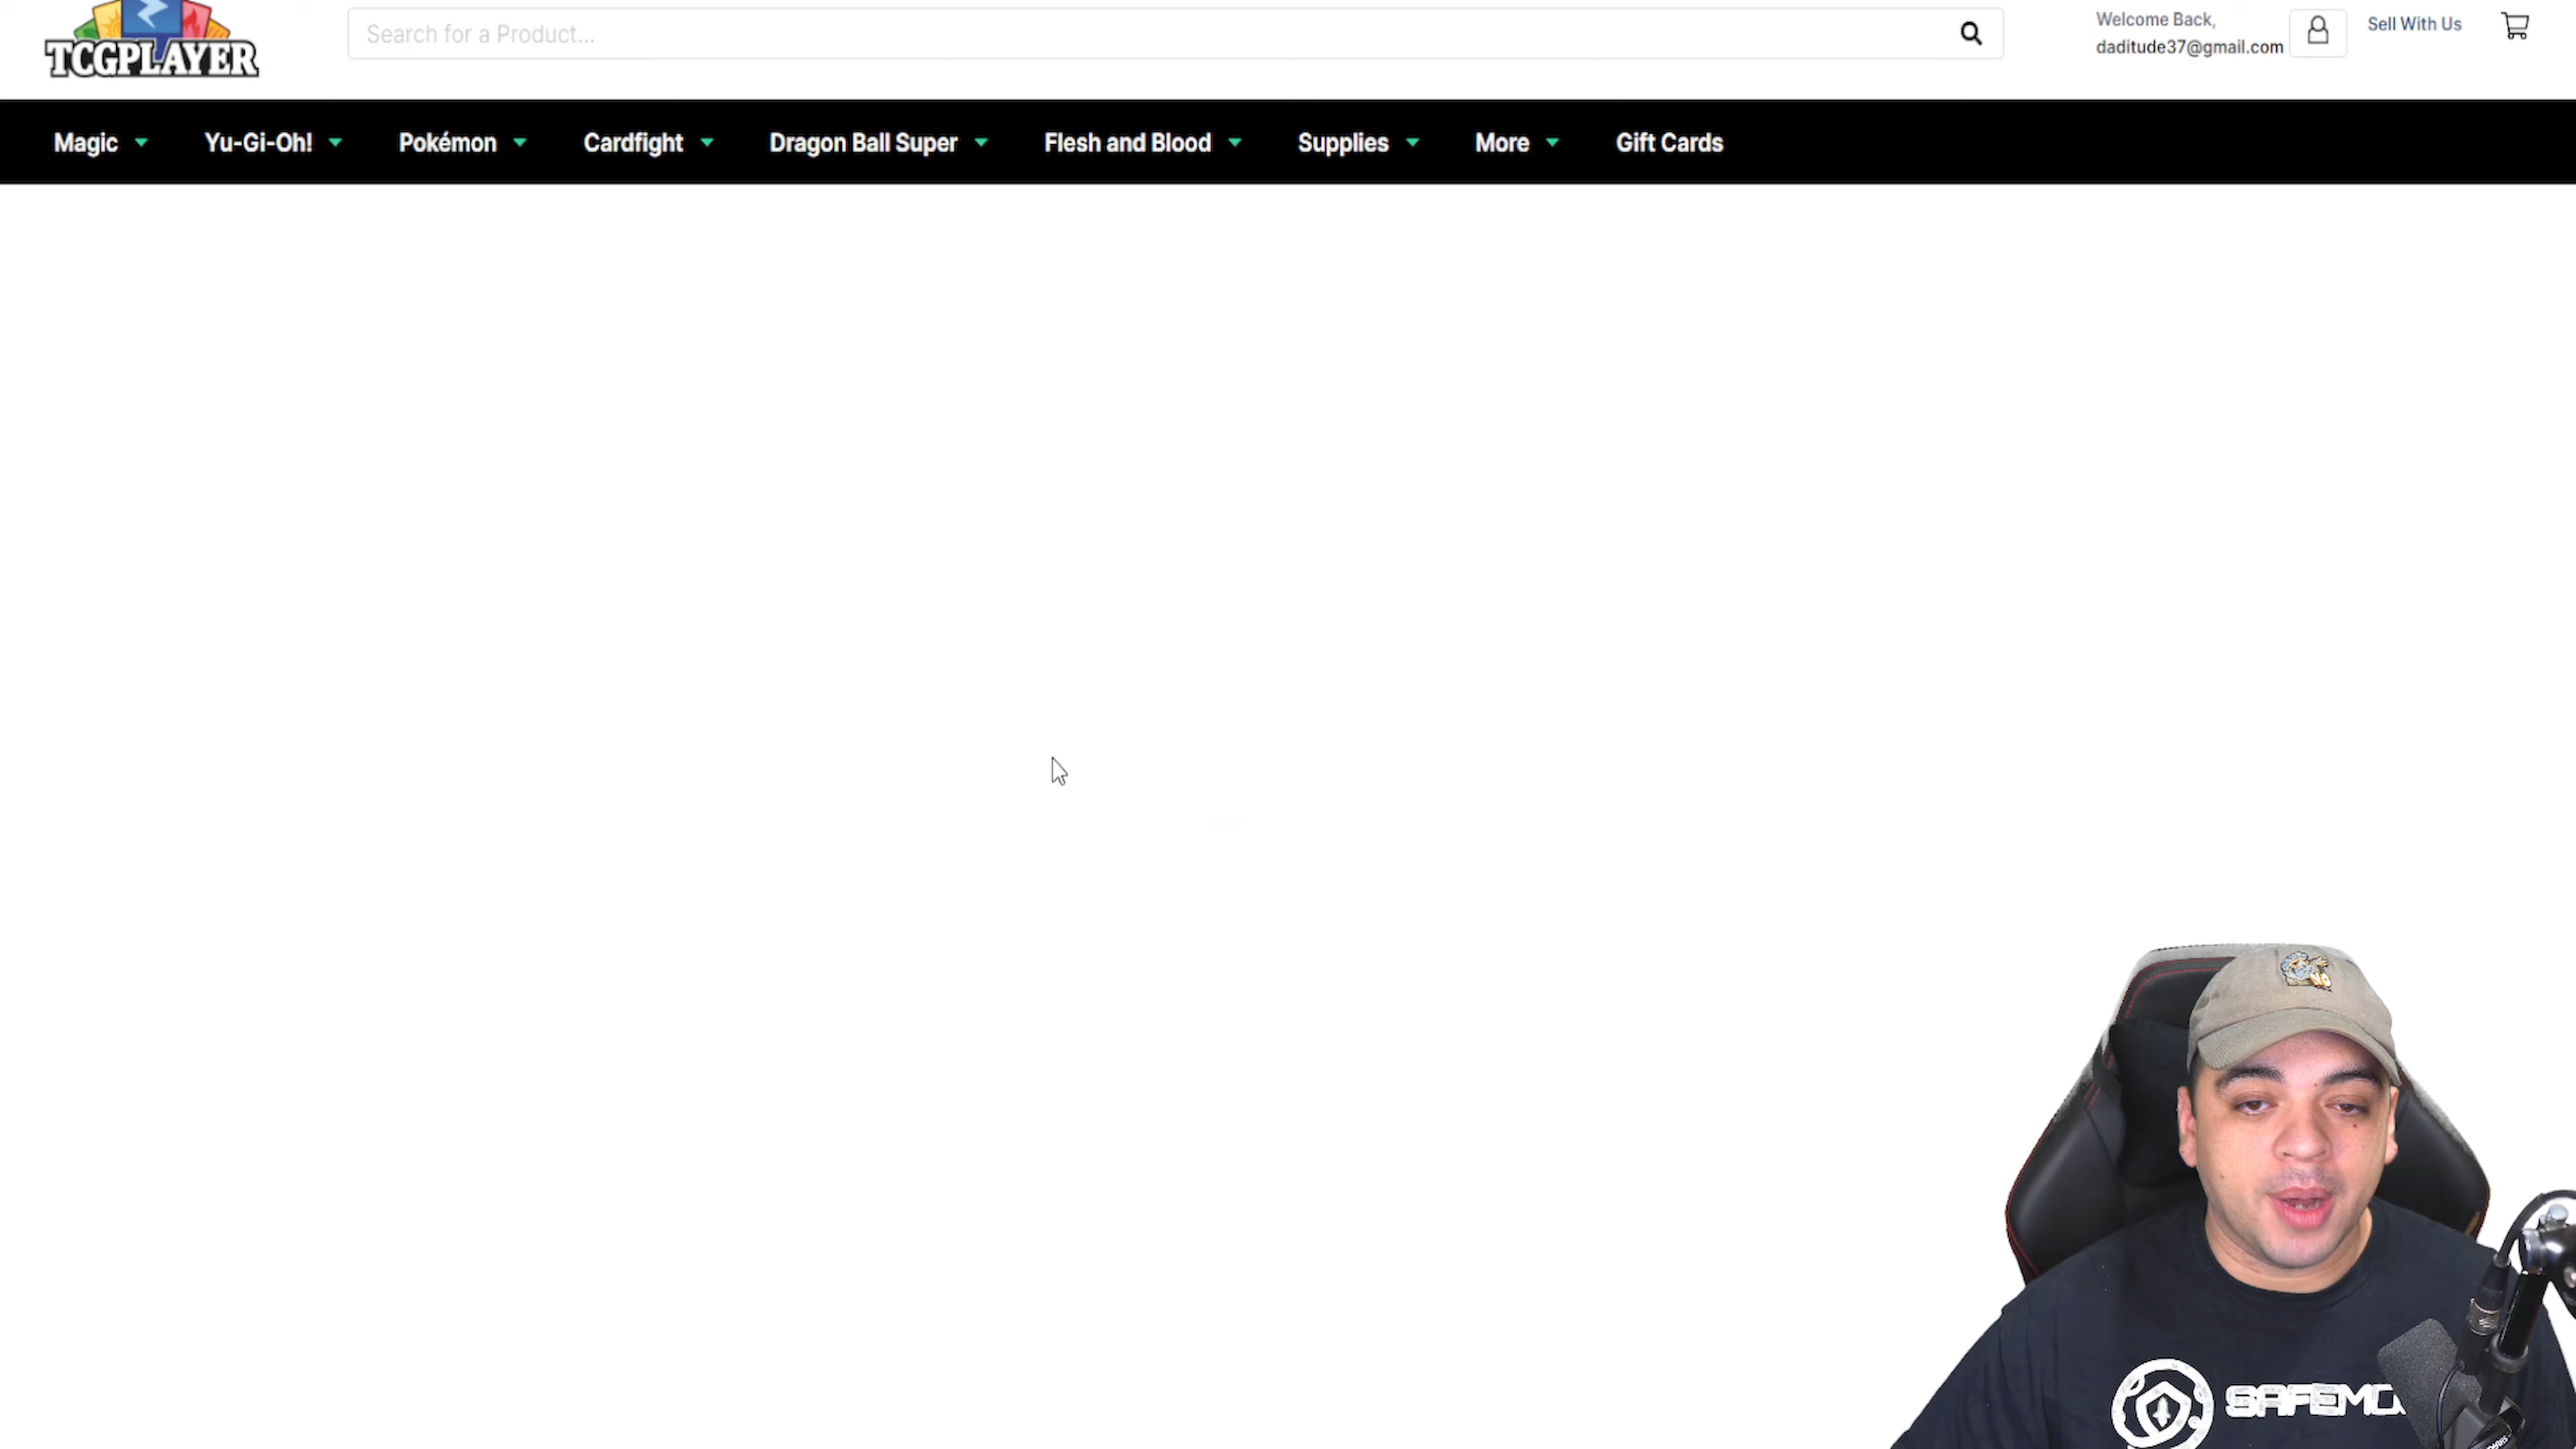 TCGPLAYER
Search for a Product...
Welcome Back,
daditude37@gmail.com
Sell With Us
Magic
Yu-Gi-Oh!
Pokémon
Cardfight
Dragon Ball Super
Flesh and Blood
Supplies
More
Gift Cards